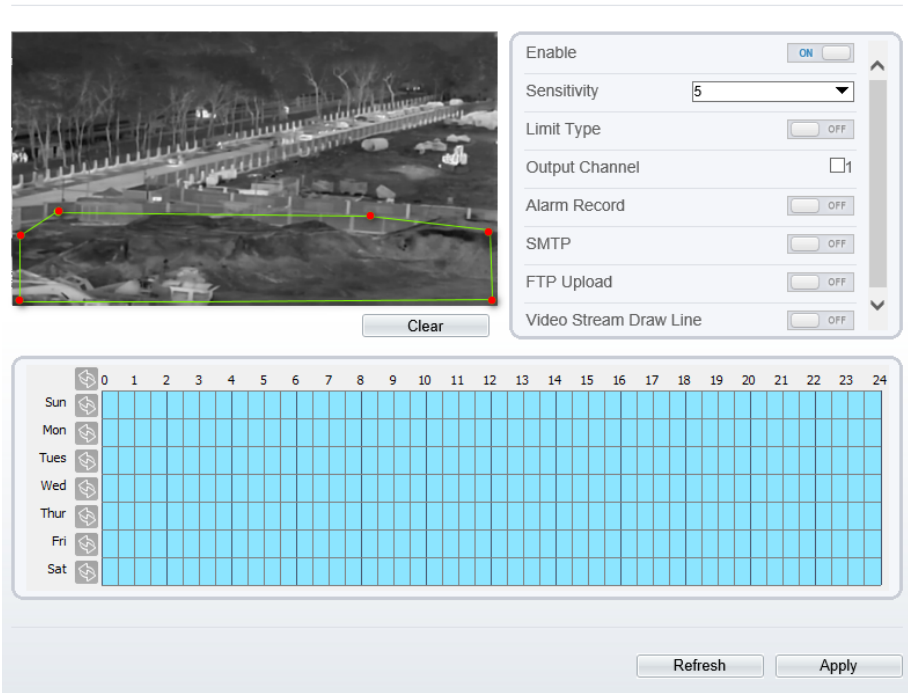 Enable ON
Sensitivity 5
Limit Type OFF
Output Channel 1
Alarm Record OFF
SMTP OFF
FTP Upload OFF
Video Stream Draw Line OFF
Clear
0 1 2 3 4 5 6 7 8 9 10 11 12 13 14 15 16 17 18 19 20 21 22 23 24
Sun
Mon
Tues
Wed
Thur
Fri
Sat
Refresh Apply